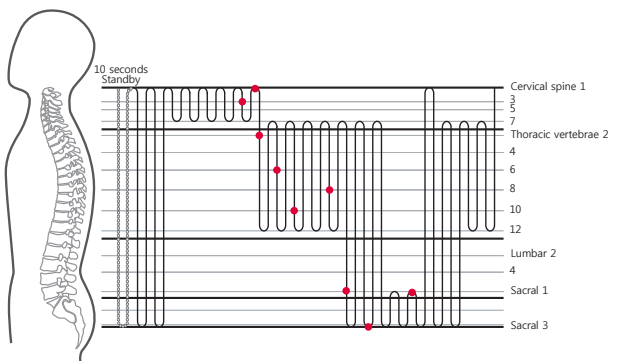 10 seconds
Standby
Cervical spine 1
3
5
7
Thoracic vertebrae 2
4
6
8
10
12
Lumbar 2
4
Sacral 1
Sacral 3